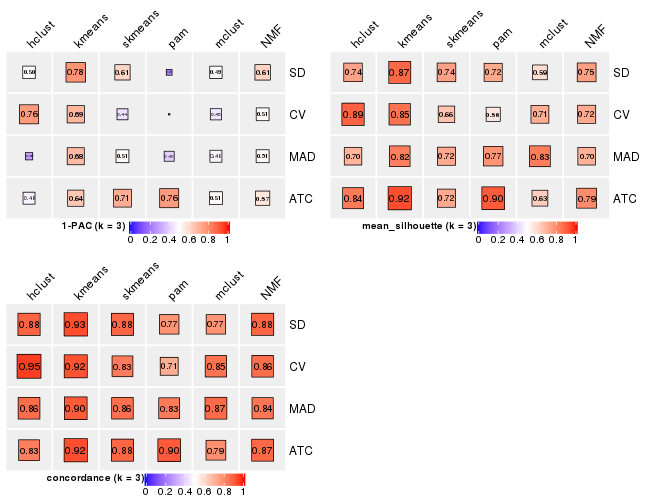 hclust kmeans skmeans pam mclust NMF
0.50 0.78 0.61 0.49 0.61 SD
0.76 0.69 0.44 0.45 0.51 CV
0.68 0.51 0.40 0.51 MAD
0.48 0.64 0.71 0.76 0.51 0.57 ATC
1-PAC (k = 3)
0 0.2 0.4 0.6 0.8 1
hclust kmeans skmeans pam mclust NMF
0.74 0.87 0.74 0.72 0.59 0.75 SD
0.89 0.85 0.66 0.56 0.71 0.72 CV
0.70 0.82 0.72 0.77 0.83 0.70 MAD
0.84 0.92 0.72 0.90 0.63 0.79 ATC
mean_silhouette (k = 3)
0 0.2 0.4 0.6 0.8 1
hclust kmeans skmeans pam mclust NMF
0.88 0.93 0.88 0.77 0.77 0.88 SD
0.95 0.92 0.83 0.71 0.85 0.86 CV
0.86 0.90 0.86 0.83 0.87 0.84 MAD
0.83 0.92 0.88 0.90 0.79 0.87 ATC
concordance (k = 3)
0 0.2 0.4 0.6 0.8 1